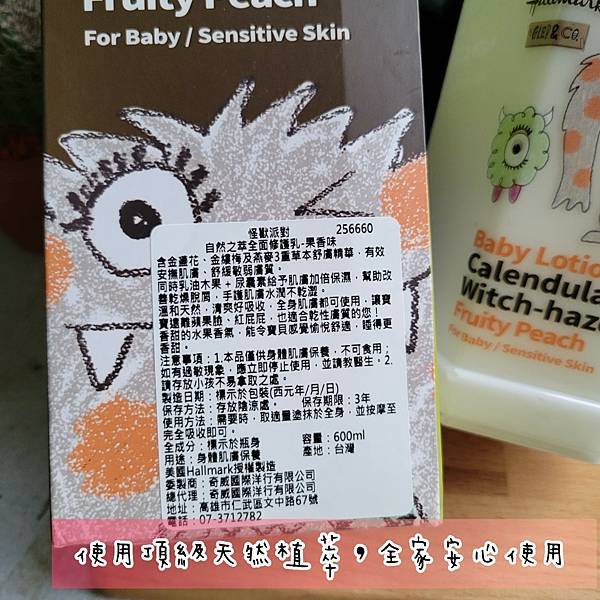 Fruity Peach
For Baby / Sensitive Skin
怪獸派對 256660
自然之萃全面修護乳-果香味
含金盞花、金縷梅及燕麥3重草本舒膚精華，有效
安撫肌膚、舒緩敏弱膚質。
同時乳油木果 + 尿囊素給予肌膚加倍保濕，幫助改
善乾燥脫屑，手護肌膚水潤不乾澀。
溫和天然，清爽好吸收，全身肌膚都可使用，讓寶
寶遠離蘋果臉、紅屁屁，也適合乾性膚質的您！
香甜的水果香氣，能令寶貝感覺愉悅舒適，睡得更
香甜。
注意事項：1.本品僅供身體肌膚保養，不可食用；
如有過敏現象，應立即停止使用，並請教醫生。2.
請存放小孩不易拿取之處。
製造日期：標示於包裝(西元年/月/日)
保存方法：存放陰涼處。 保存期限：3年
使用方法：需要時，取適量塗抹於全身，並按摩至
完全吸收即可。
全成分：標示於瓶身 容量：600ml
用途：身體肌膚保養 產地：台灣
美國Hallmark授權製造
委製商：奇威國際洋行有限公司
總代理：奇威國際洋行有限公司
地址：高雄市仁武區文中路67號
電話：07-3712782
Hallmark
&CO.
Baby Lotio
Calendula
Witch-haze
Fruity Peach
For Baby / Sensitive Skin
使用頂級天然植萃，全家安心使用